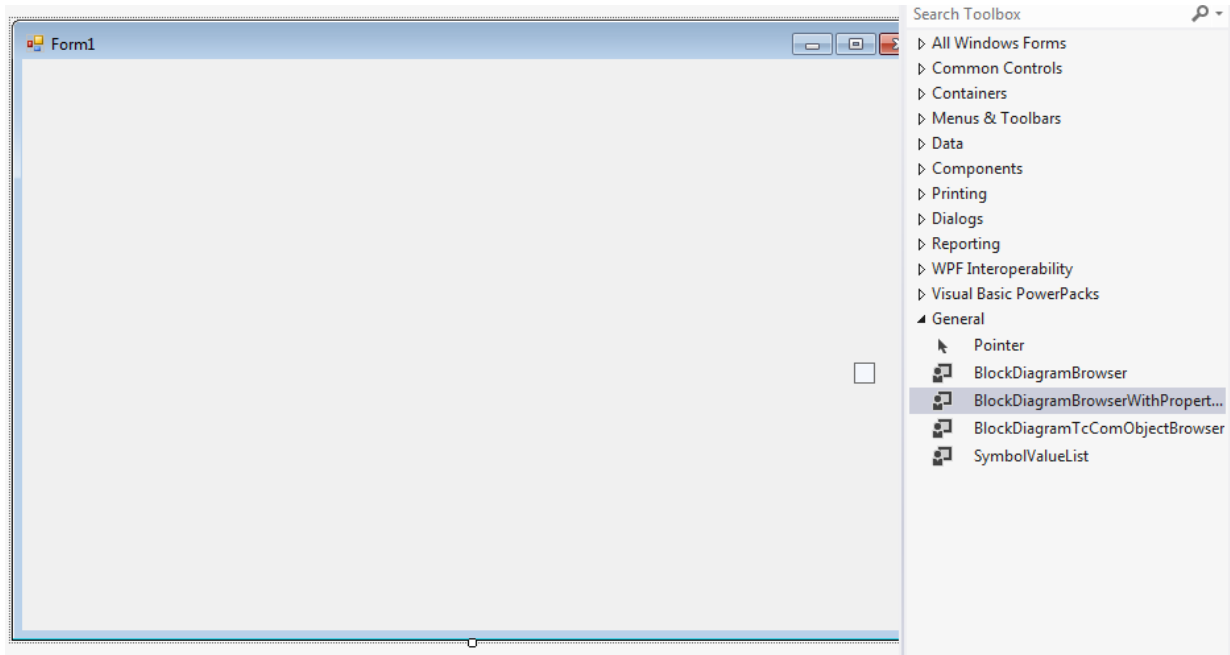 Form1
Search Toolbox
All Windows Forms
Common Controls
Containers
Menus & Toolbars
Data
Components
Printing
Dialogs
Reporting
WPF Interoperability
Visual Basic PowerPacks
General
Pointer
BlockDiagramBrowser
BlockDiagramBrowserWithPropert...
BlockDiagramTcComObjectBrowser
SymbolValueList